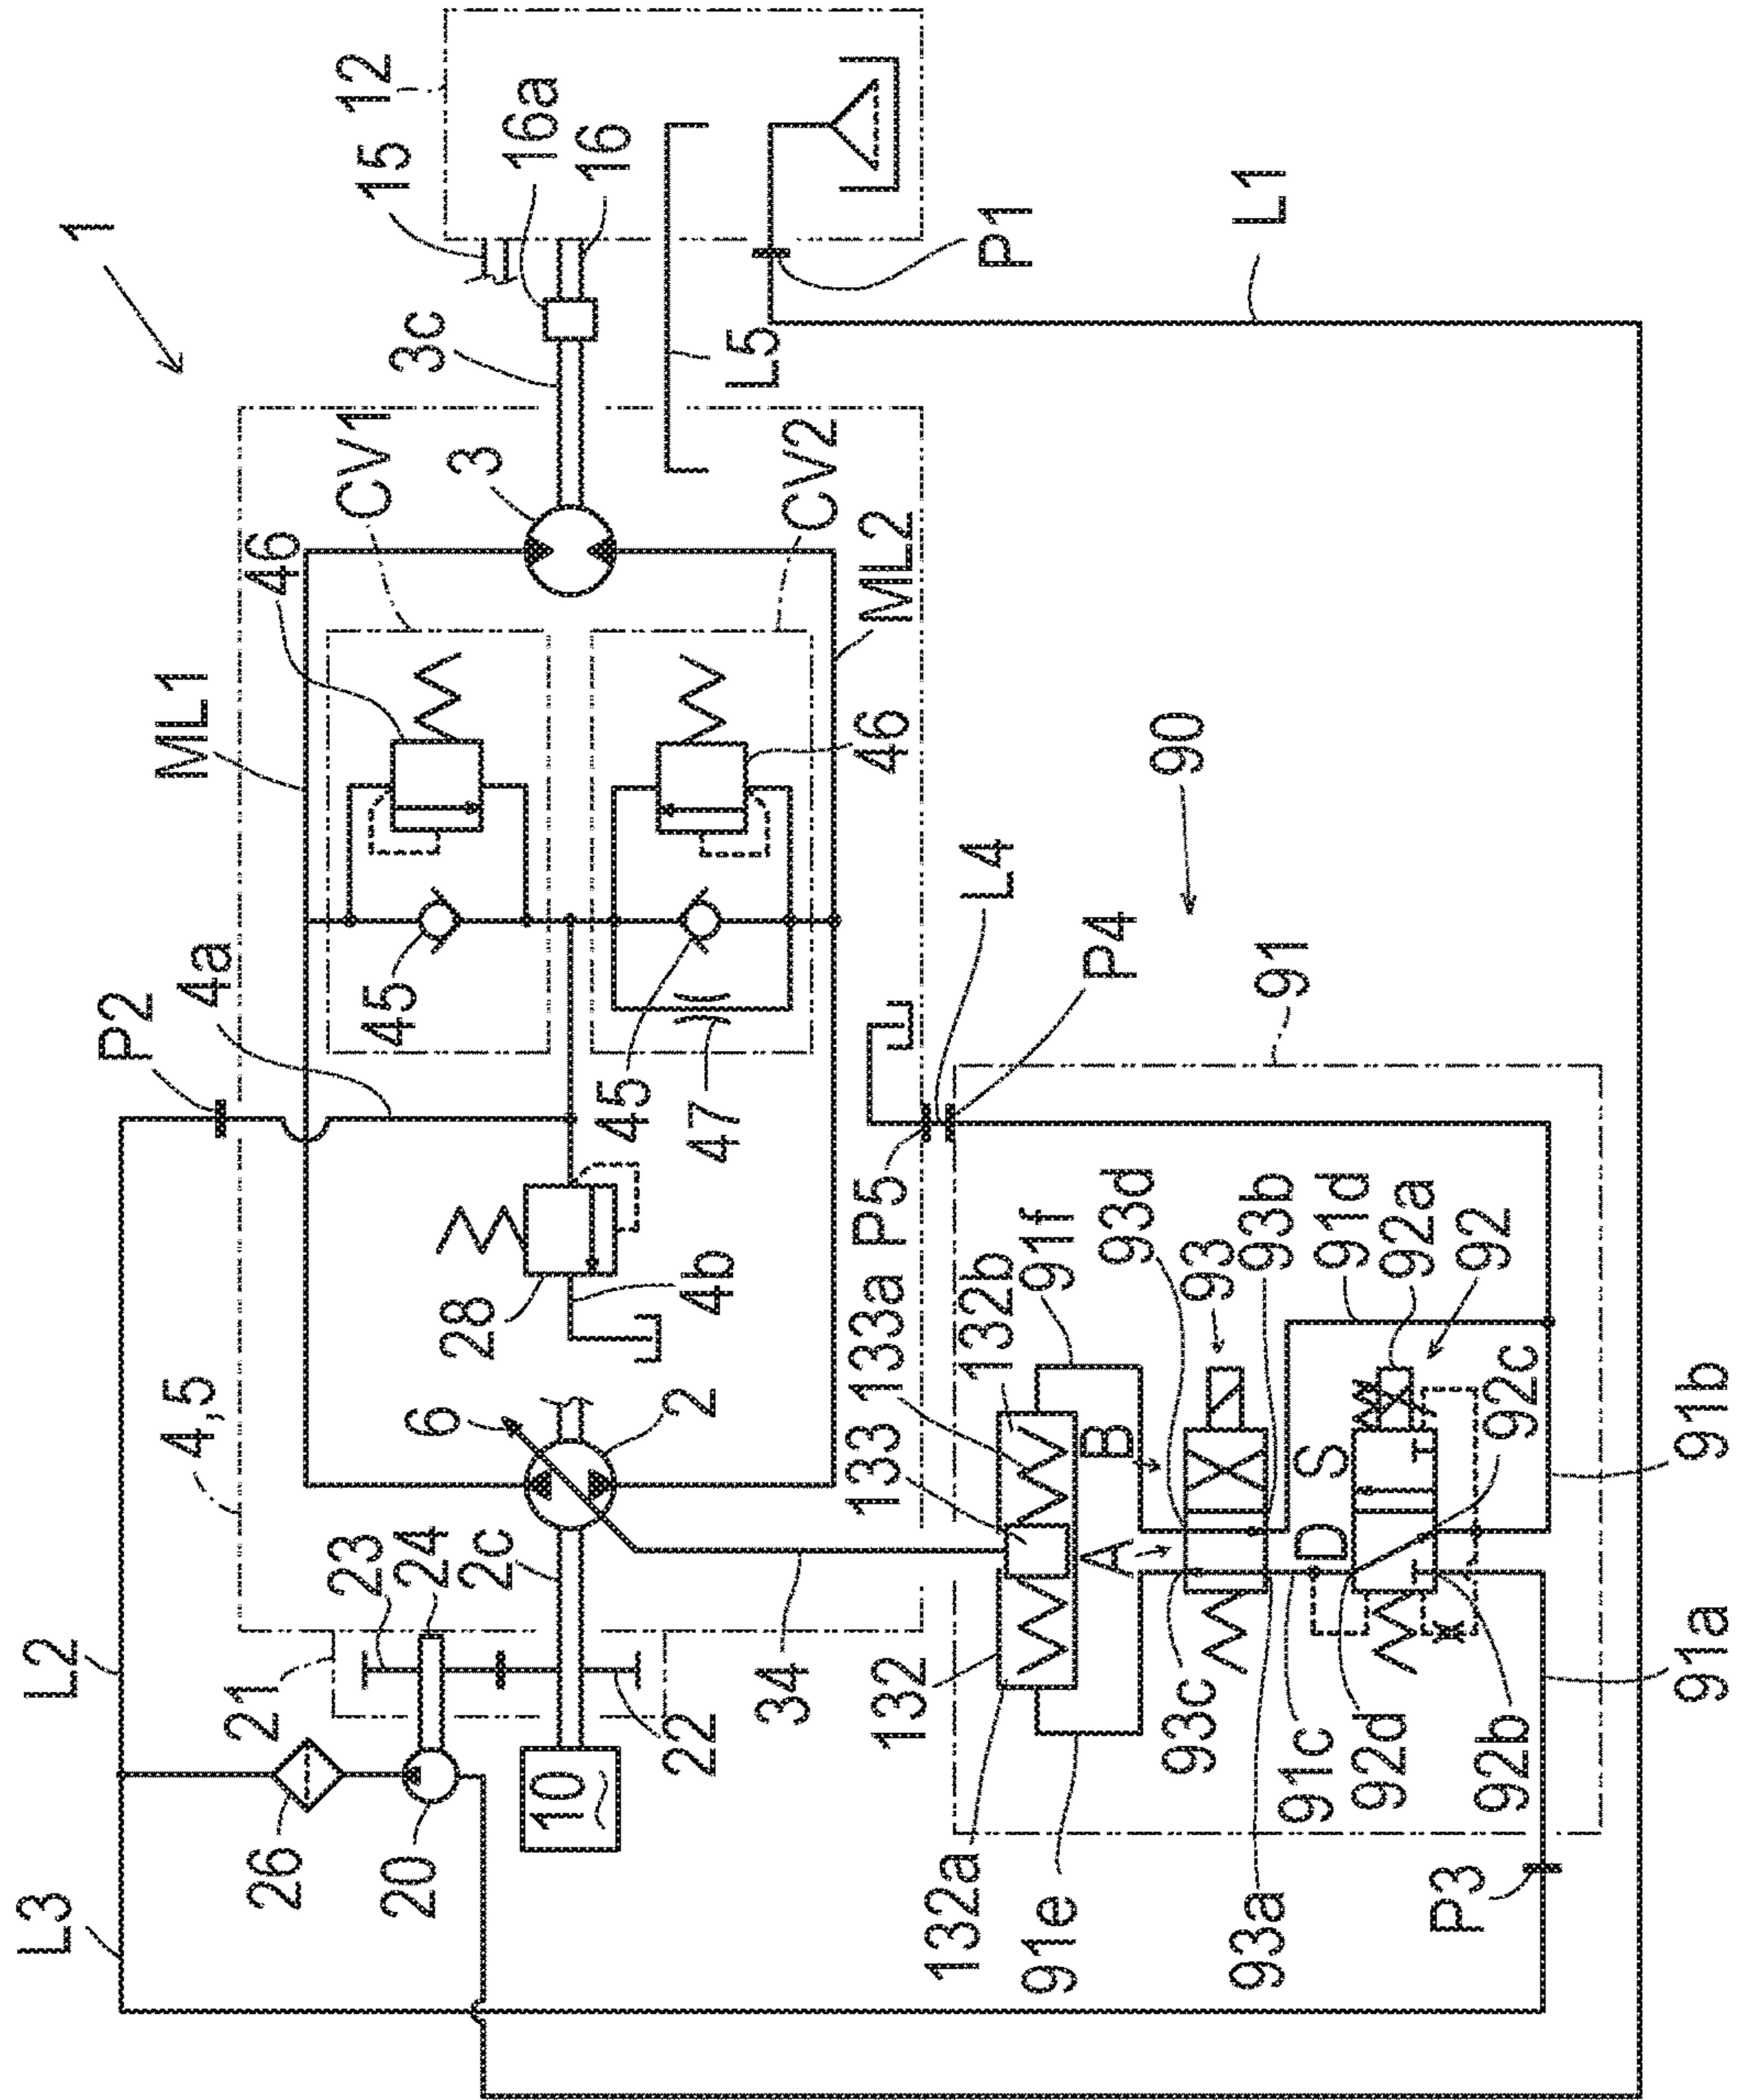 1
12
15
16a
16
3c
P1
L1
L5
CV1
3
CV2
46
ML1
ML2
46
90
L4
P4
91
P2
4a
45
45
47
P5
28
4b
4,5
6
2
23
24
2c
L2
21
22
34
26
20
10
L3
133
133a
132b
91f
93d
93
93b
91d
92a
92
B
A
S
D
92c
91b
132
93c
91c
92d
92b
91a
132a
91e
93a
P3